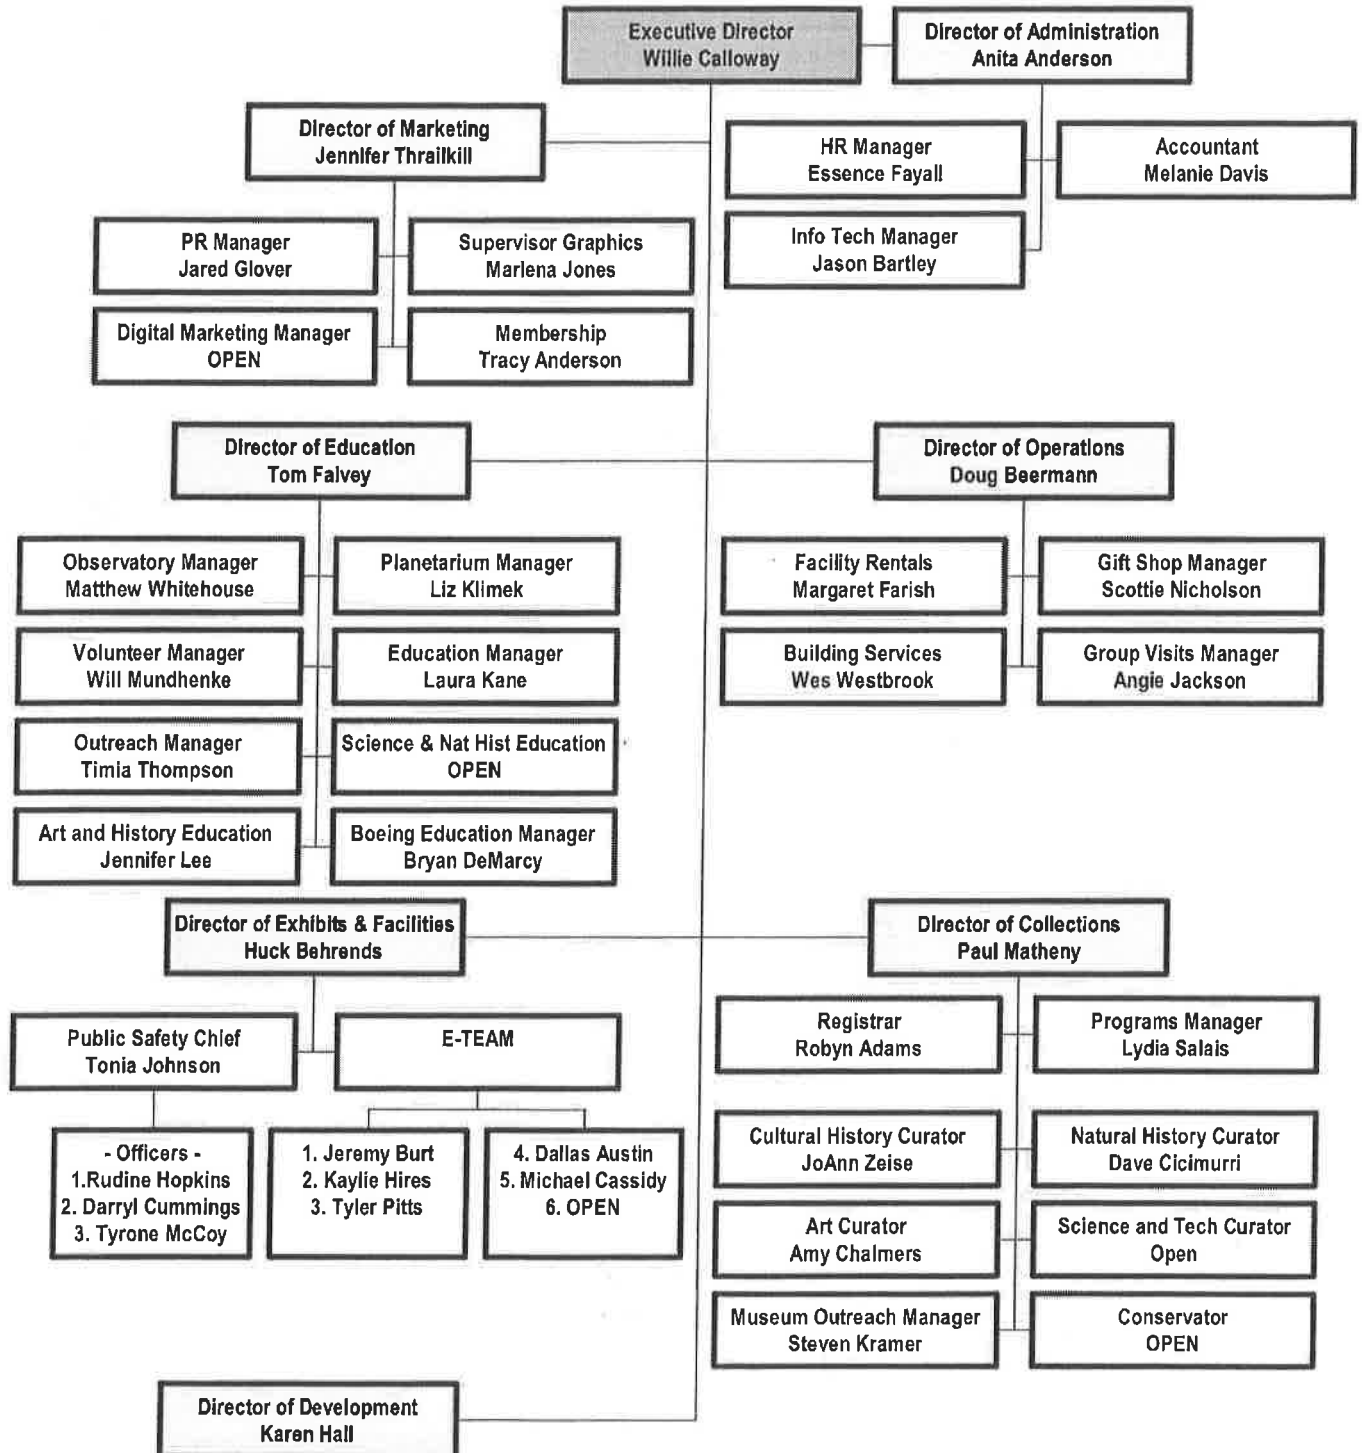 Executive Director
Willie Calloway
Director of Administration
Anita Anderson
Director of Marketing
Jennifer Thrailkill
HR Manager
Essence Fayall
Accountant
Melanie Davis
Info Tech Manager
Jason Bartley
PR Manager
Jared Glover
Supervisor Graphics
Marlena Jones
Digital Marketing Manager
OPEN
Membership
Tracy Anderson
Director of Education
Tom Falvey
Director of Operations
Doug Beermann
Observatory Manager
Matthew Whitehouse
Planetarium Manager
Liz Klimek
Volunteer Manager
Will Mundhenke
Education Manager
Laura Kane
Outreach Manager
Timia Thompson
Science & Nat Hist Education
OPEN
Art and History Education
Jennifer Lee
Boeing Education Manager
Bryan DeMarcy
Facility Rentals
Margaret Farish
Gift Shop Manager
Scottie Nicholson
Building Services
Wes Westbrook
Group Visits Manager
Angie Jackson
Director of Exhibits & Facilities
Huck Behrends
Director of Collections
Paul Matheny
Public Safety Chief
Tonia Johnson
E-TEAM
- Officers -
1.Rudine Hopkins
2. Darryl Cummings
3. Tyrone McCoy
1. Jeremy Burt
2. Kaylie Hires
3. Tyler Pitts
4. Dallas Austin
5. Michael Cassidy
6. OPEN
Registrar
Robyn Adams
Programs Manager
Lydia Salais
Cultural History Curator
JoAnn Zeise
Natural History Curator
Dave Cicimurri
Art Curator
Amy Chalmers
Science and Tech Curator
Open
Museum Outreach Manager
Steven Kramer
Conservator
OPEN
Director of Development
Karen Hall